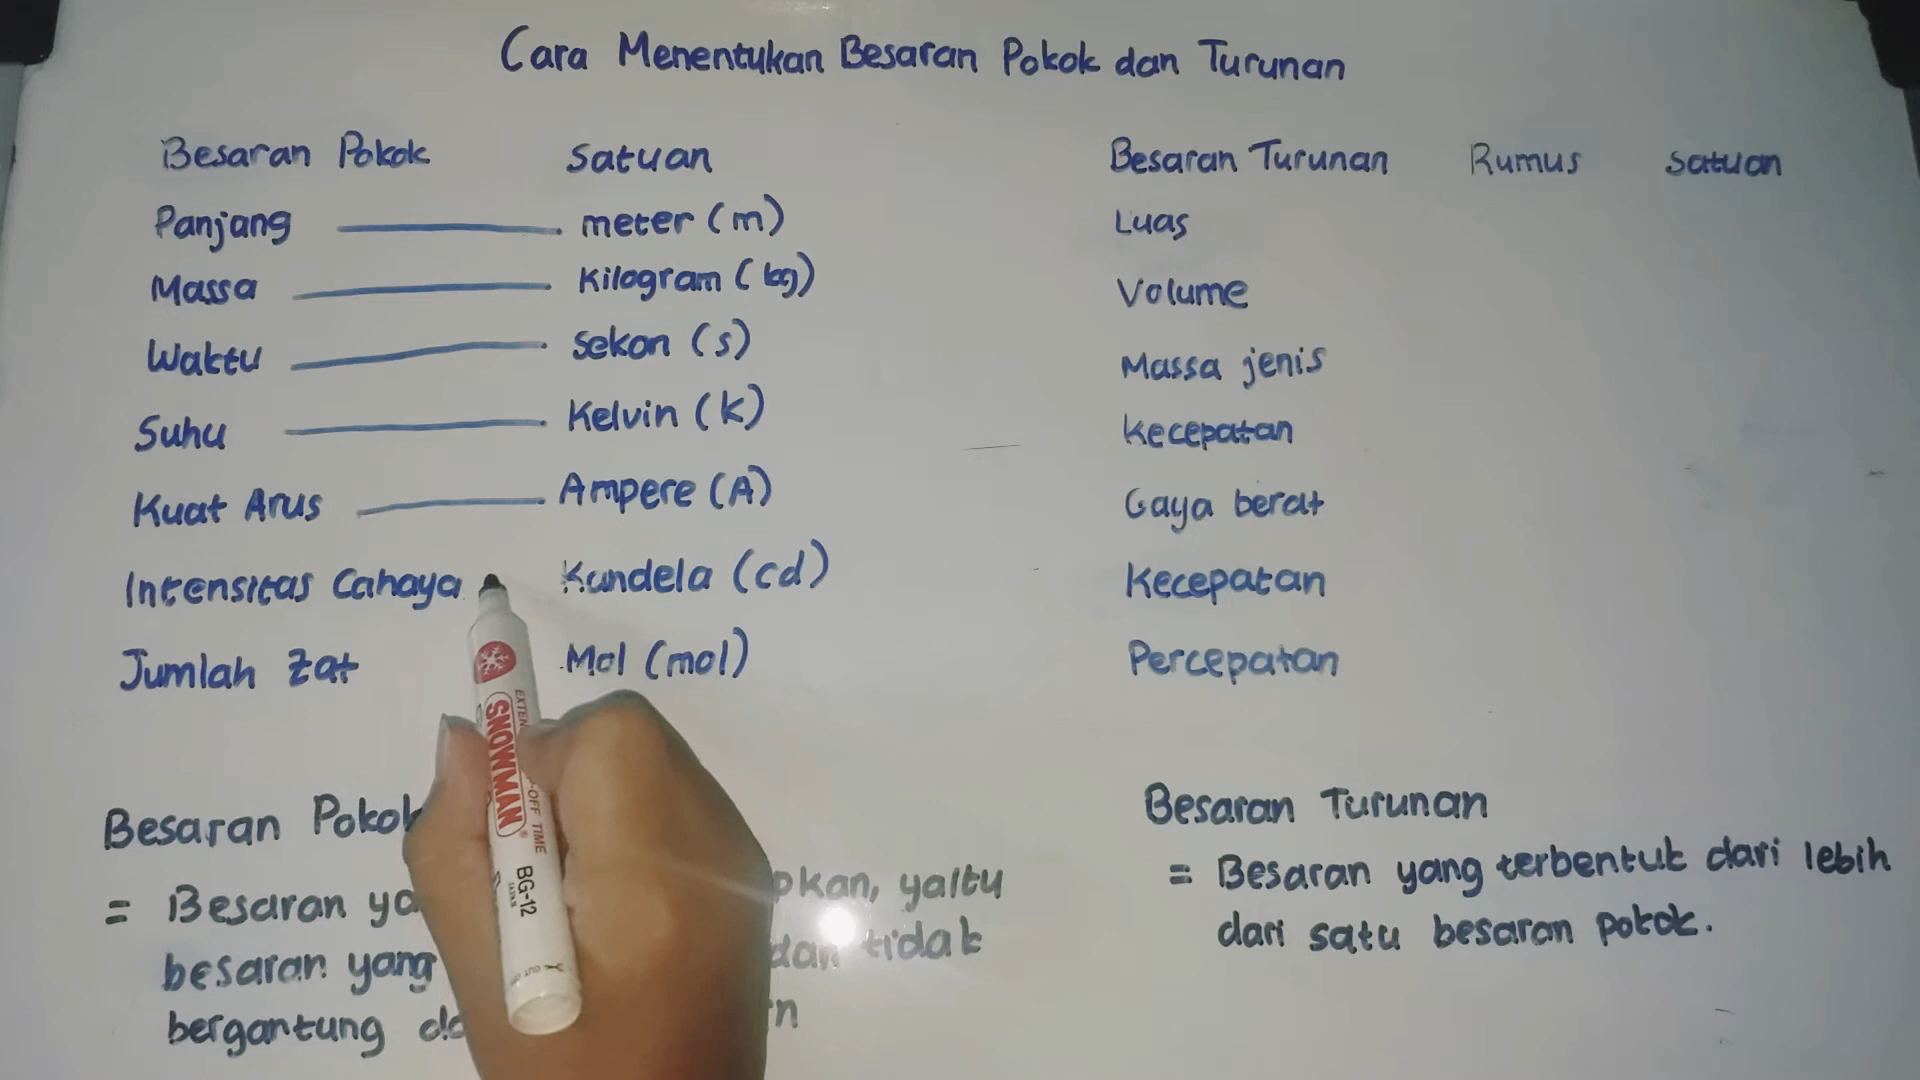 Cara Menentukan Besaran Pokok dan Turunan
Besaran Pokok Satuan
Panjang meter (m)
Massa Kilogram (kg)
Waktu Sekon (s)
Suhu Kelvin (K)
Kuat Arus Ampere (A)
Intensitas Cahaya Kandela (cd)
Jumlah Zat Mol (mol)
Besaran Pokok
= Besaran
besaran yang dan tidak
bergantung
Besaran Turunan Rumus Satuan
Luas
Volume
Massa jenis
Kecepatan
Gaya berat
Kecepatan
Percepatan
Besaran Turunan
= Besaran yang terbentuk dari lebih
dari satu besaran pokok.
SNOWMAN
BG-12
JAPAN